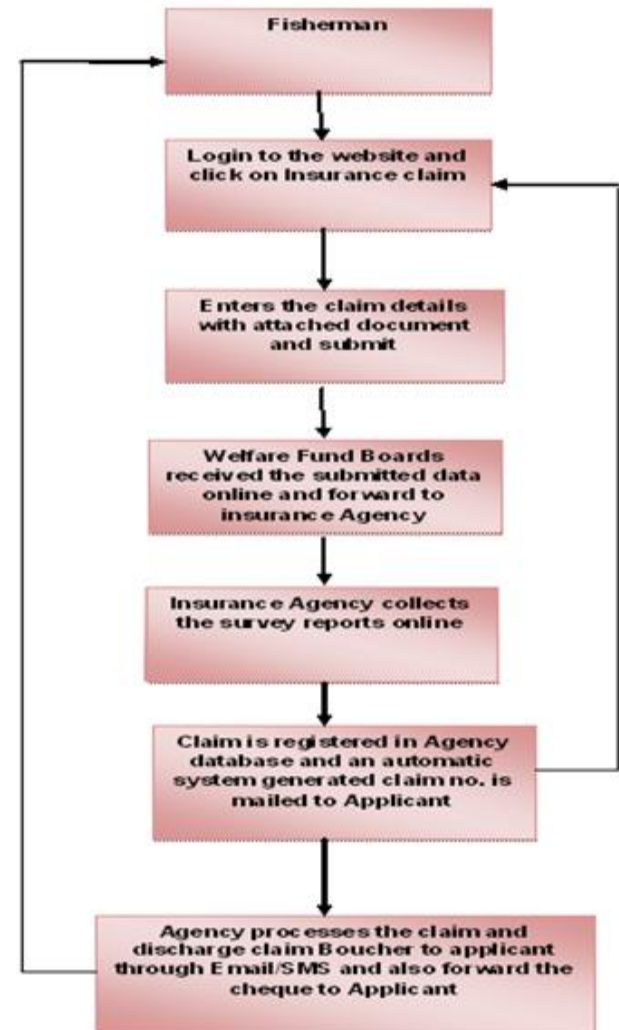 Fisherman
Login to the website and
click on Insurance claim
Enters the claim details
with attached document
and submit
Welfare Fund Boards
received the submitted data
online and forward to
insurance Agency
Insurance Agency collects
the survey reports online
Claim is registered in Agency
database and an automatic
system generated claim no. is
mailed to Applicant
Agency processes the claim and
discharge claim Boucher to applicant
through Email/SMS and also forward the
cheque to Applicant